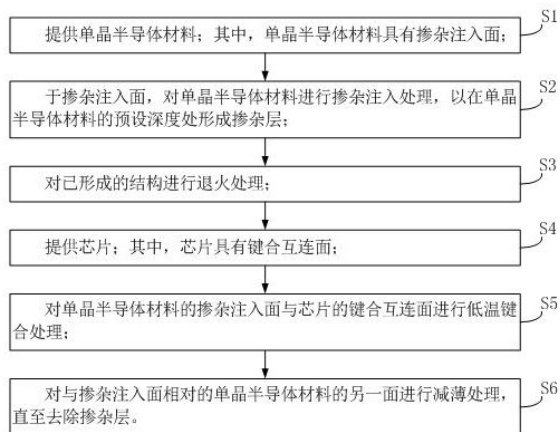 S1
提供单晶半导体材料；其中，单晶半导体材料具有掺杂注入面；
S2
于掺杂注入面，对单晶半导体材料进行掺杂注入处理，以在单晶
半导体材料的预设深度处形成掺杂层；
S3
对已形成的结构进行退火处理；
S4
提供芯片；其中，芯片具有键合互连面；
S5
对单晶半导体材料的掺杂注入面与芯片的键合互连面进行低温键
合处理；
S6
对与掺杂注入面相对的单晶半导体材料的另一面进行减薄处理，
直至去除掺杂层。